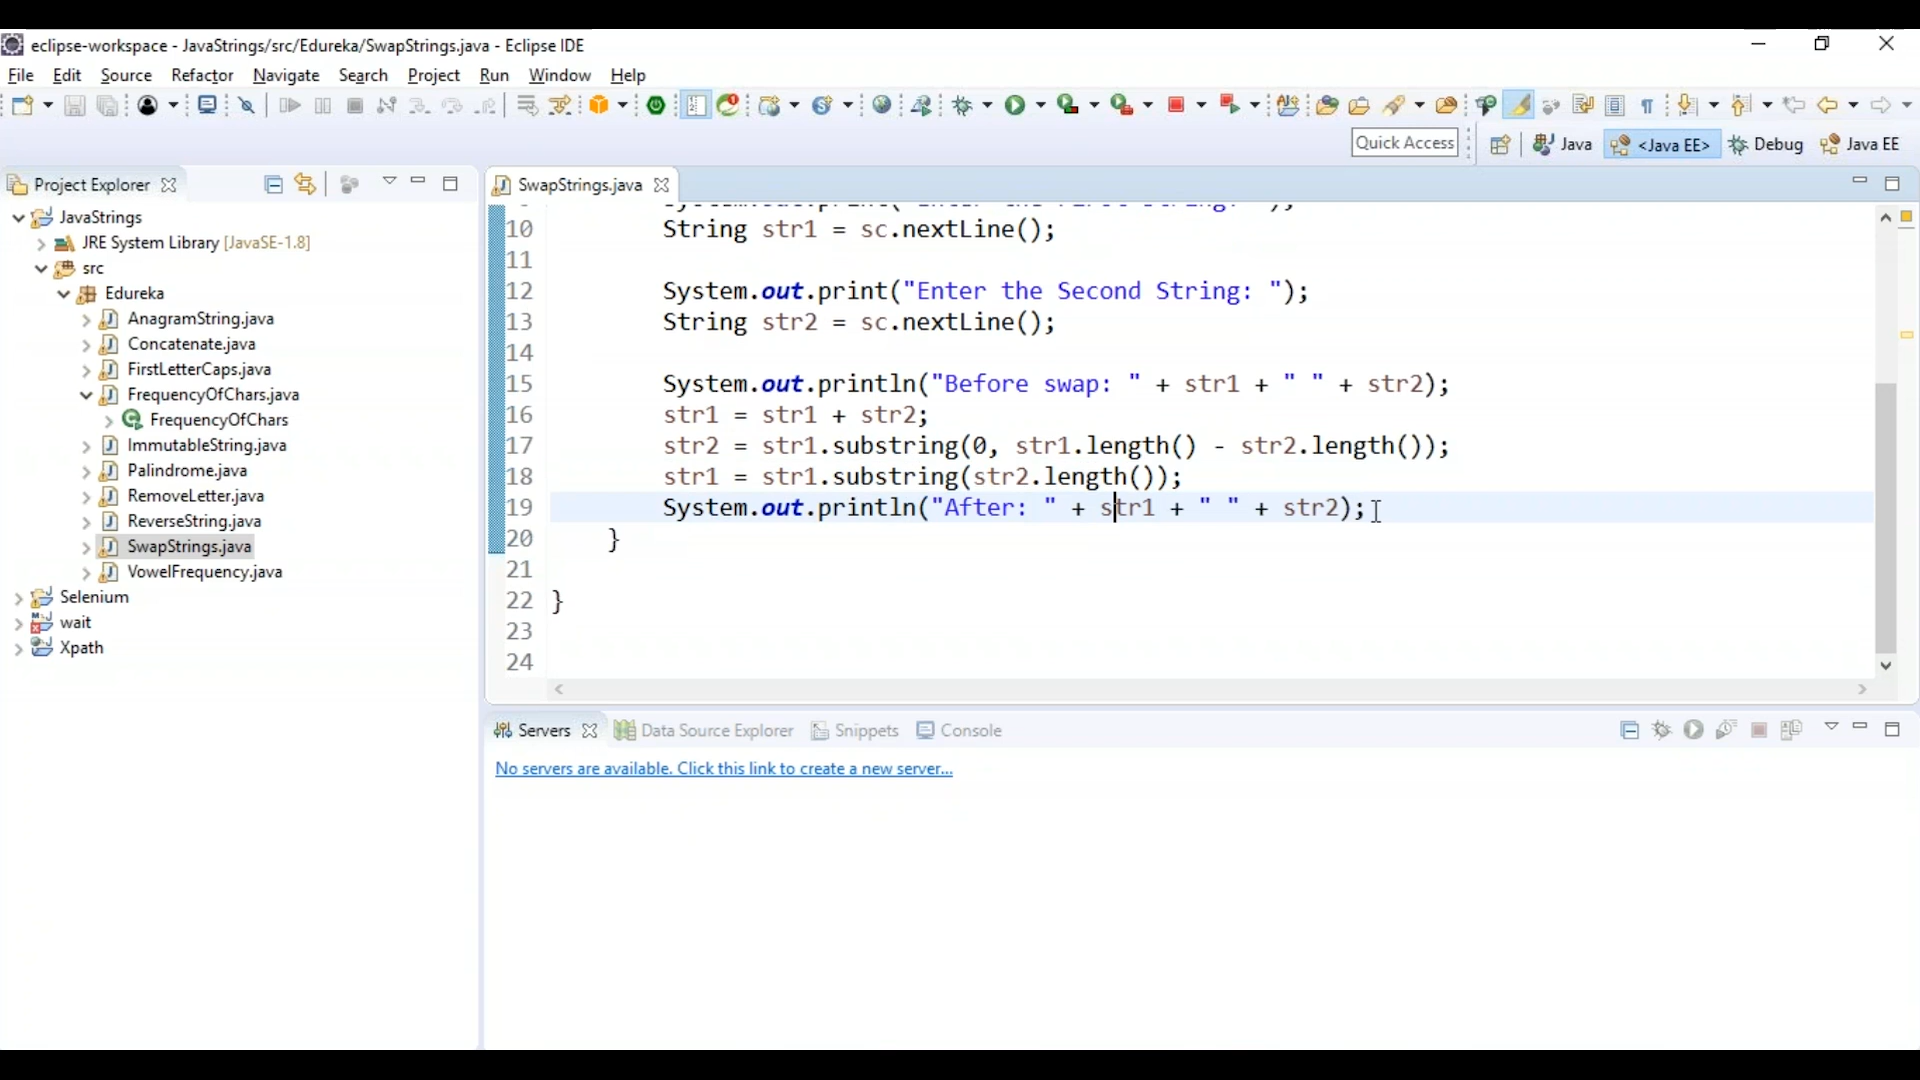 eclipse-workspace - JavaStrings/src/Edureka/SwapStrings.java - Eclipse IDE
File Edit Source Refactor Navigate Search Project Run Window Help
Quick Access
Java
<Java EE>
Debug
Java EE
Project Explorer
JavaStrings
JRE System Library [JavaSE-1.8]
src
Edureka
AnagramString.java
Concatenate.java
FirstLetterCaps.java
FrequencyOfChars.java
FrequencyOfChars
ImmutableString.java
Palindrome.java
RemoveLetter.java
ReverseString.java
SwapStrings.java
VowelFrequency.java
Selenium
wait
Xpath
SwapStrings.java
10 String str1 = sc.nextLine();
11
12 System.out.print("Enter the Second String: ");
13 String str2 = sc.nextLine();
14
15 System.out.println("Before swap: " + str1 + " " + str2);
16 str1 = str1 + str2;
17 str2 = str1.substring(0, str1.length() - str2.length());
18 str1 = str1.substring(str2.length());
19 System.out.println("After: " + str1 + " " + str2);
20 }
21
22 }
23
24
Servers
Data Source Explorer
Snippets
Console
No servers are available. Click this link to create a new server...